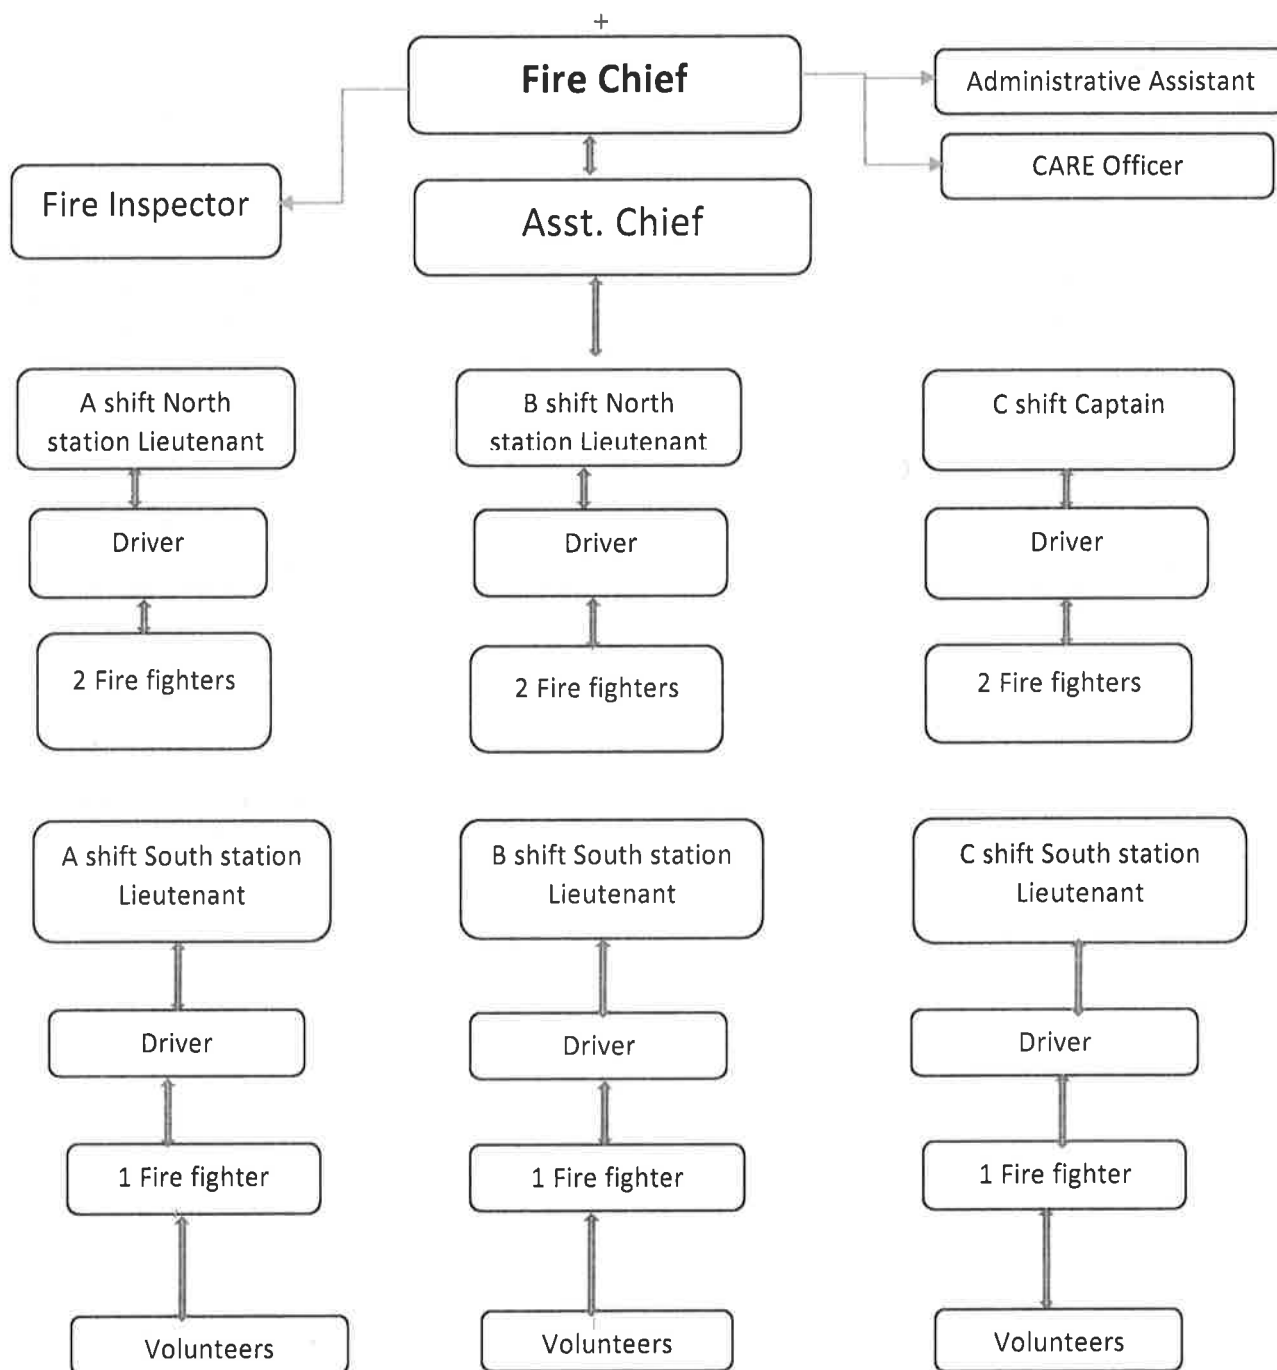 +
Fire Chief
Administrative Assistant
CARE Officer
Fire Inspector
Asst. Chief
A shift North
station Lieutenant
B shift North
station Lieutenant
C shift Captain
Driver
Driver
Driver
2 Fire fighters
2 Fire fighters
2 Fire fighters
A shift South station
Lieutenant
B shift South station
Lieutenant
C shift South station
Lieutenant
Driver
Driver
Driver
1 Fire fighter
1 Fire fighter
1 Fire fighter
Volunteers
Volunteers
Volunteers